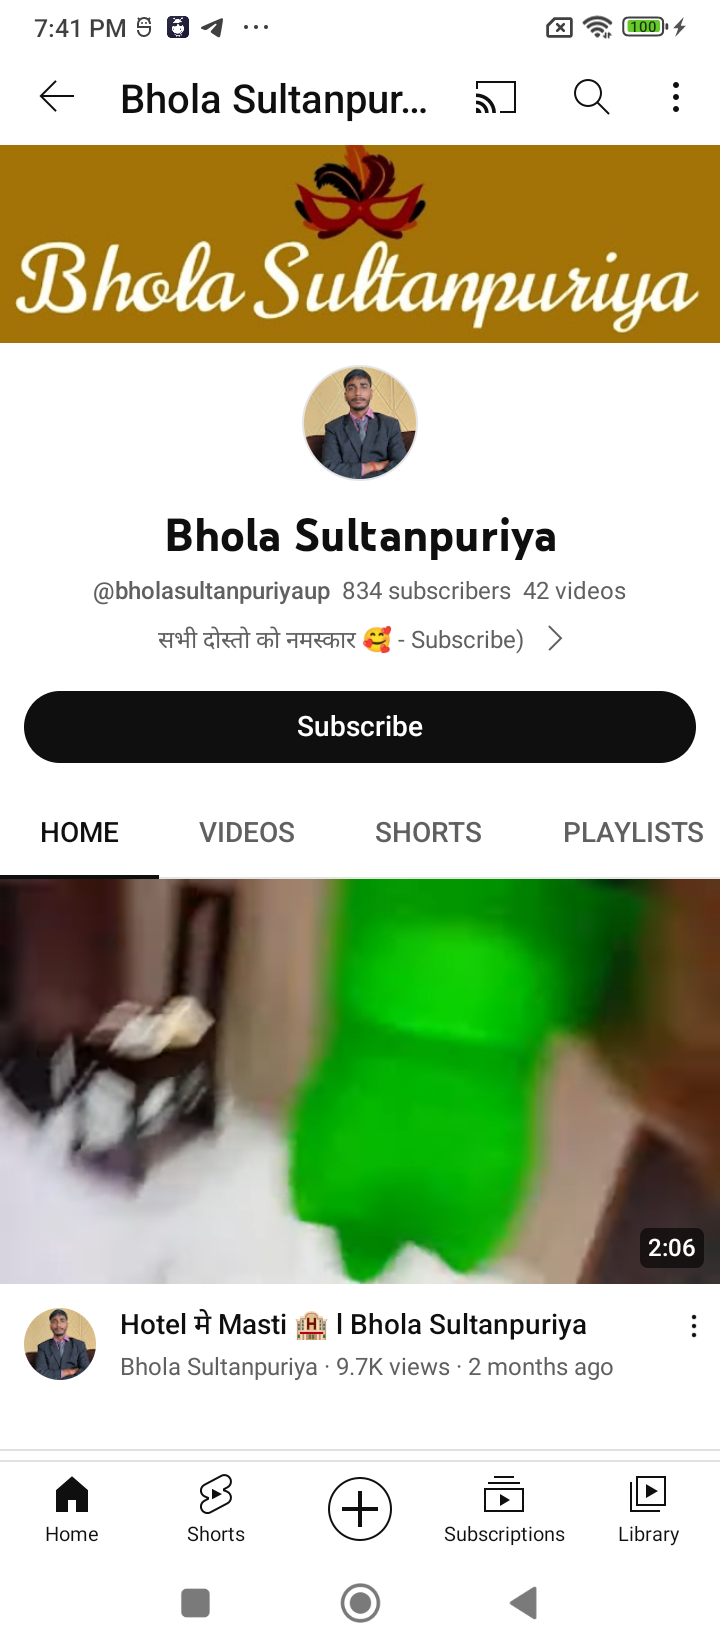 7:41 PM
100
Bhola Sultanpur...
Bhola Sultanpuriya
Bhola Sultanpuriya
@bholasultanpuriyaup 834 subscribers 42 videos
सभी दोस्तो को नमस्कार 🥰 - Subscribe)
Subscribe
HOME VIDEOS SHORTS PLAYLISTS
2:06
Hotel मे Masti 🏨 l Bhola Sultanpuriya
Bhola Sultanpuriya · 9.7K views · 2 months ago
Home Shorts Subscriptions Library